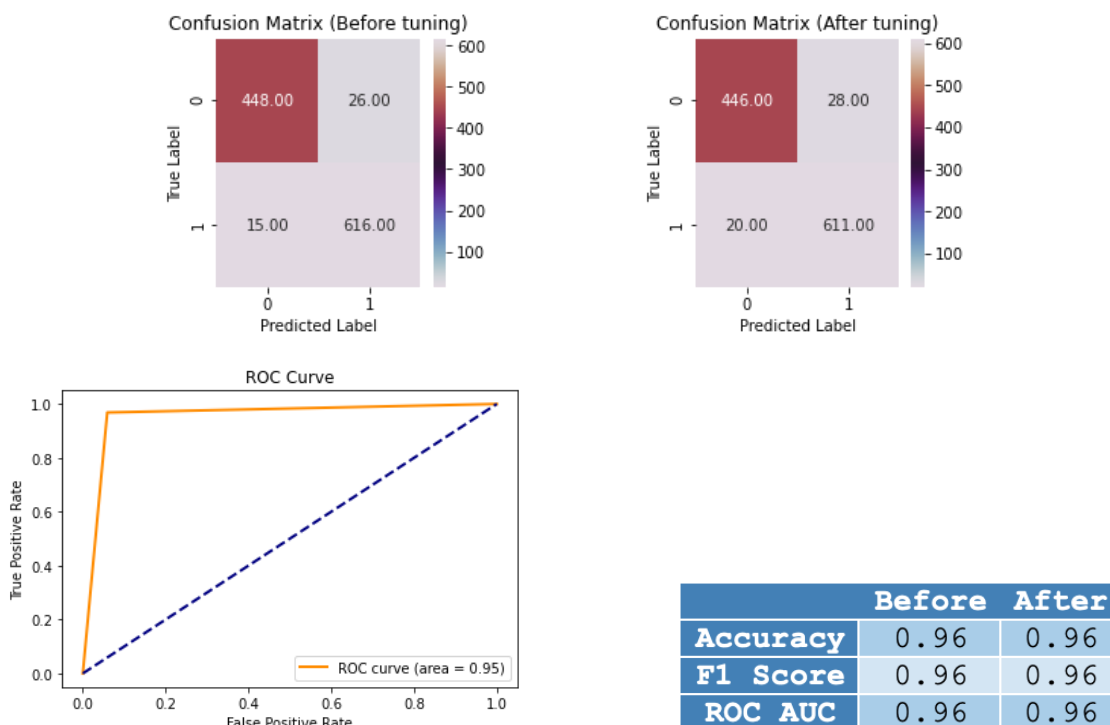 Confusion Matrix (Before tuning)
448.00 26.00
15.00 616.00
0
1
True Label
0 1
Predicted Label
600
500
400
300
200
100
Confusion Matrix (After tuning)
446.00 28.00
20.00 611.00
0
1
True Label
0 1
Predicted Label
600
500
400
300
200
100
ROC Curve
1.0
0.8
0.6
0.4
0.2
0.0
True Positive Rate
ROC curve (area = 0.95)
0.0 0.2 0.4 0.6 0.8 1.0
False Positive Rate
Before After
Accuracy 0.96 0.96
F1 Score 0.96 0.96
ROC AUC 0.96 0.96